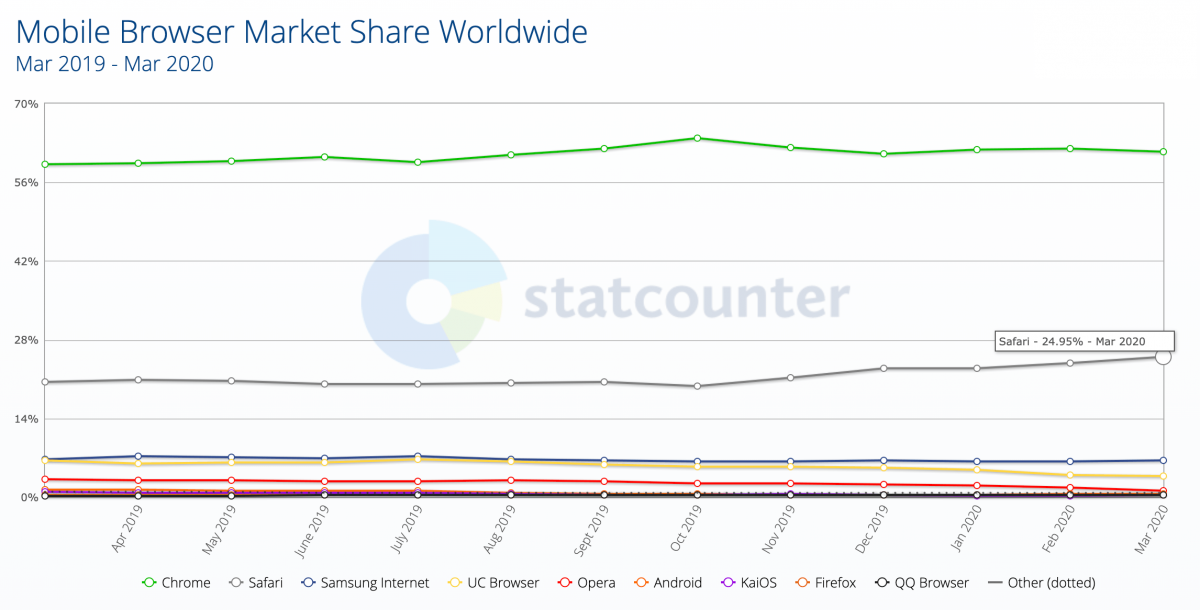 Mobile Browser Market Share Worldwide
Mar 2019 - Mar 2020
70%
56%
42%
28%
14%
0%
statcounter
Safari - 24.95% - Mar 2020
Apr 2019
May 2019
June 2019
July 2019
Aug 2019
Sept 2019
Oct 2019
Nov 2019
Dec 2019
Jan 2020
Feb 2020
Mar 2020
Chrome Safari Samsung Internet UC Browser Opera Android KaiOS Firefox QQ Browser Other (dotted)